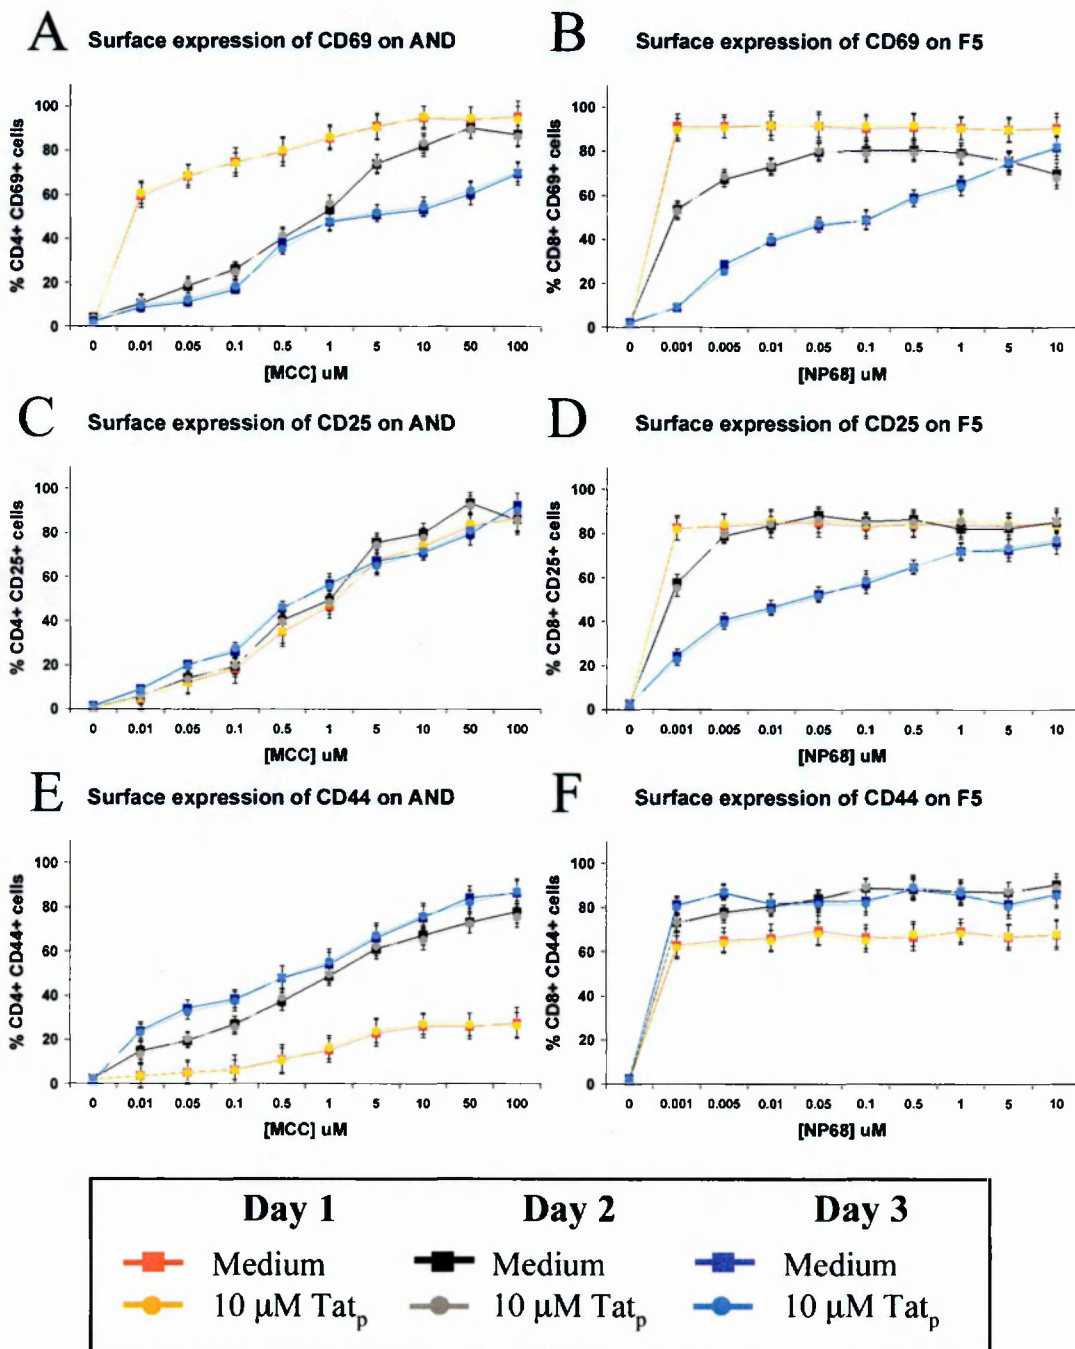 A Surface expression of CD69 on AND
% CD4+ CD69+ cells
100
80
60
40
20
0
0 0.01 0.05 0.1 0.5 1 5 10 50 100
[MCC] uM
B Surface expression of CD69 on F5
% CD8+ CD69+ cells
100
80
60
40
20
0
0 0.001 0.005 0.01 0.05 0.1 0.5 1 5 10
[NP68] uM
C Surface expression of CD25 on AND
% CD4+ CD25+ cells
100
80
60
40
20
0
0 0.01 0.05 0.1 0.5 1 5 10 50 100
[MCC] uM
D Surface expression of CD25 on F5
% CD8+ CD25+ cells
100
80
60
40
20
0
0 0.001 0.005 0.01 0.05 0.1 0.5 1 5 10
[NP68] uM
E Surface expression of CD44 on AND
% CD4+ CD44+ cells
100
80
60
40
20
0
0 0.01 0.05 0.1 0.5 1 5 10 50 100
[MCC] uM
F Surface expression of CD44 on F5
% CD8+ CD44+ cells
100
80
60
40
20
0
0 0.001 0.005 0.01 0.05 0.1 0.5 1 5 10
[NP68] uM
Day 1 Day 2 Day 3
Medium Medium Medium
10 μM Tatp 10 μM Tatp 10 μM Tatp